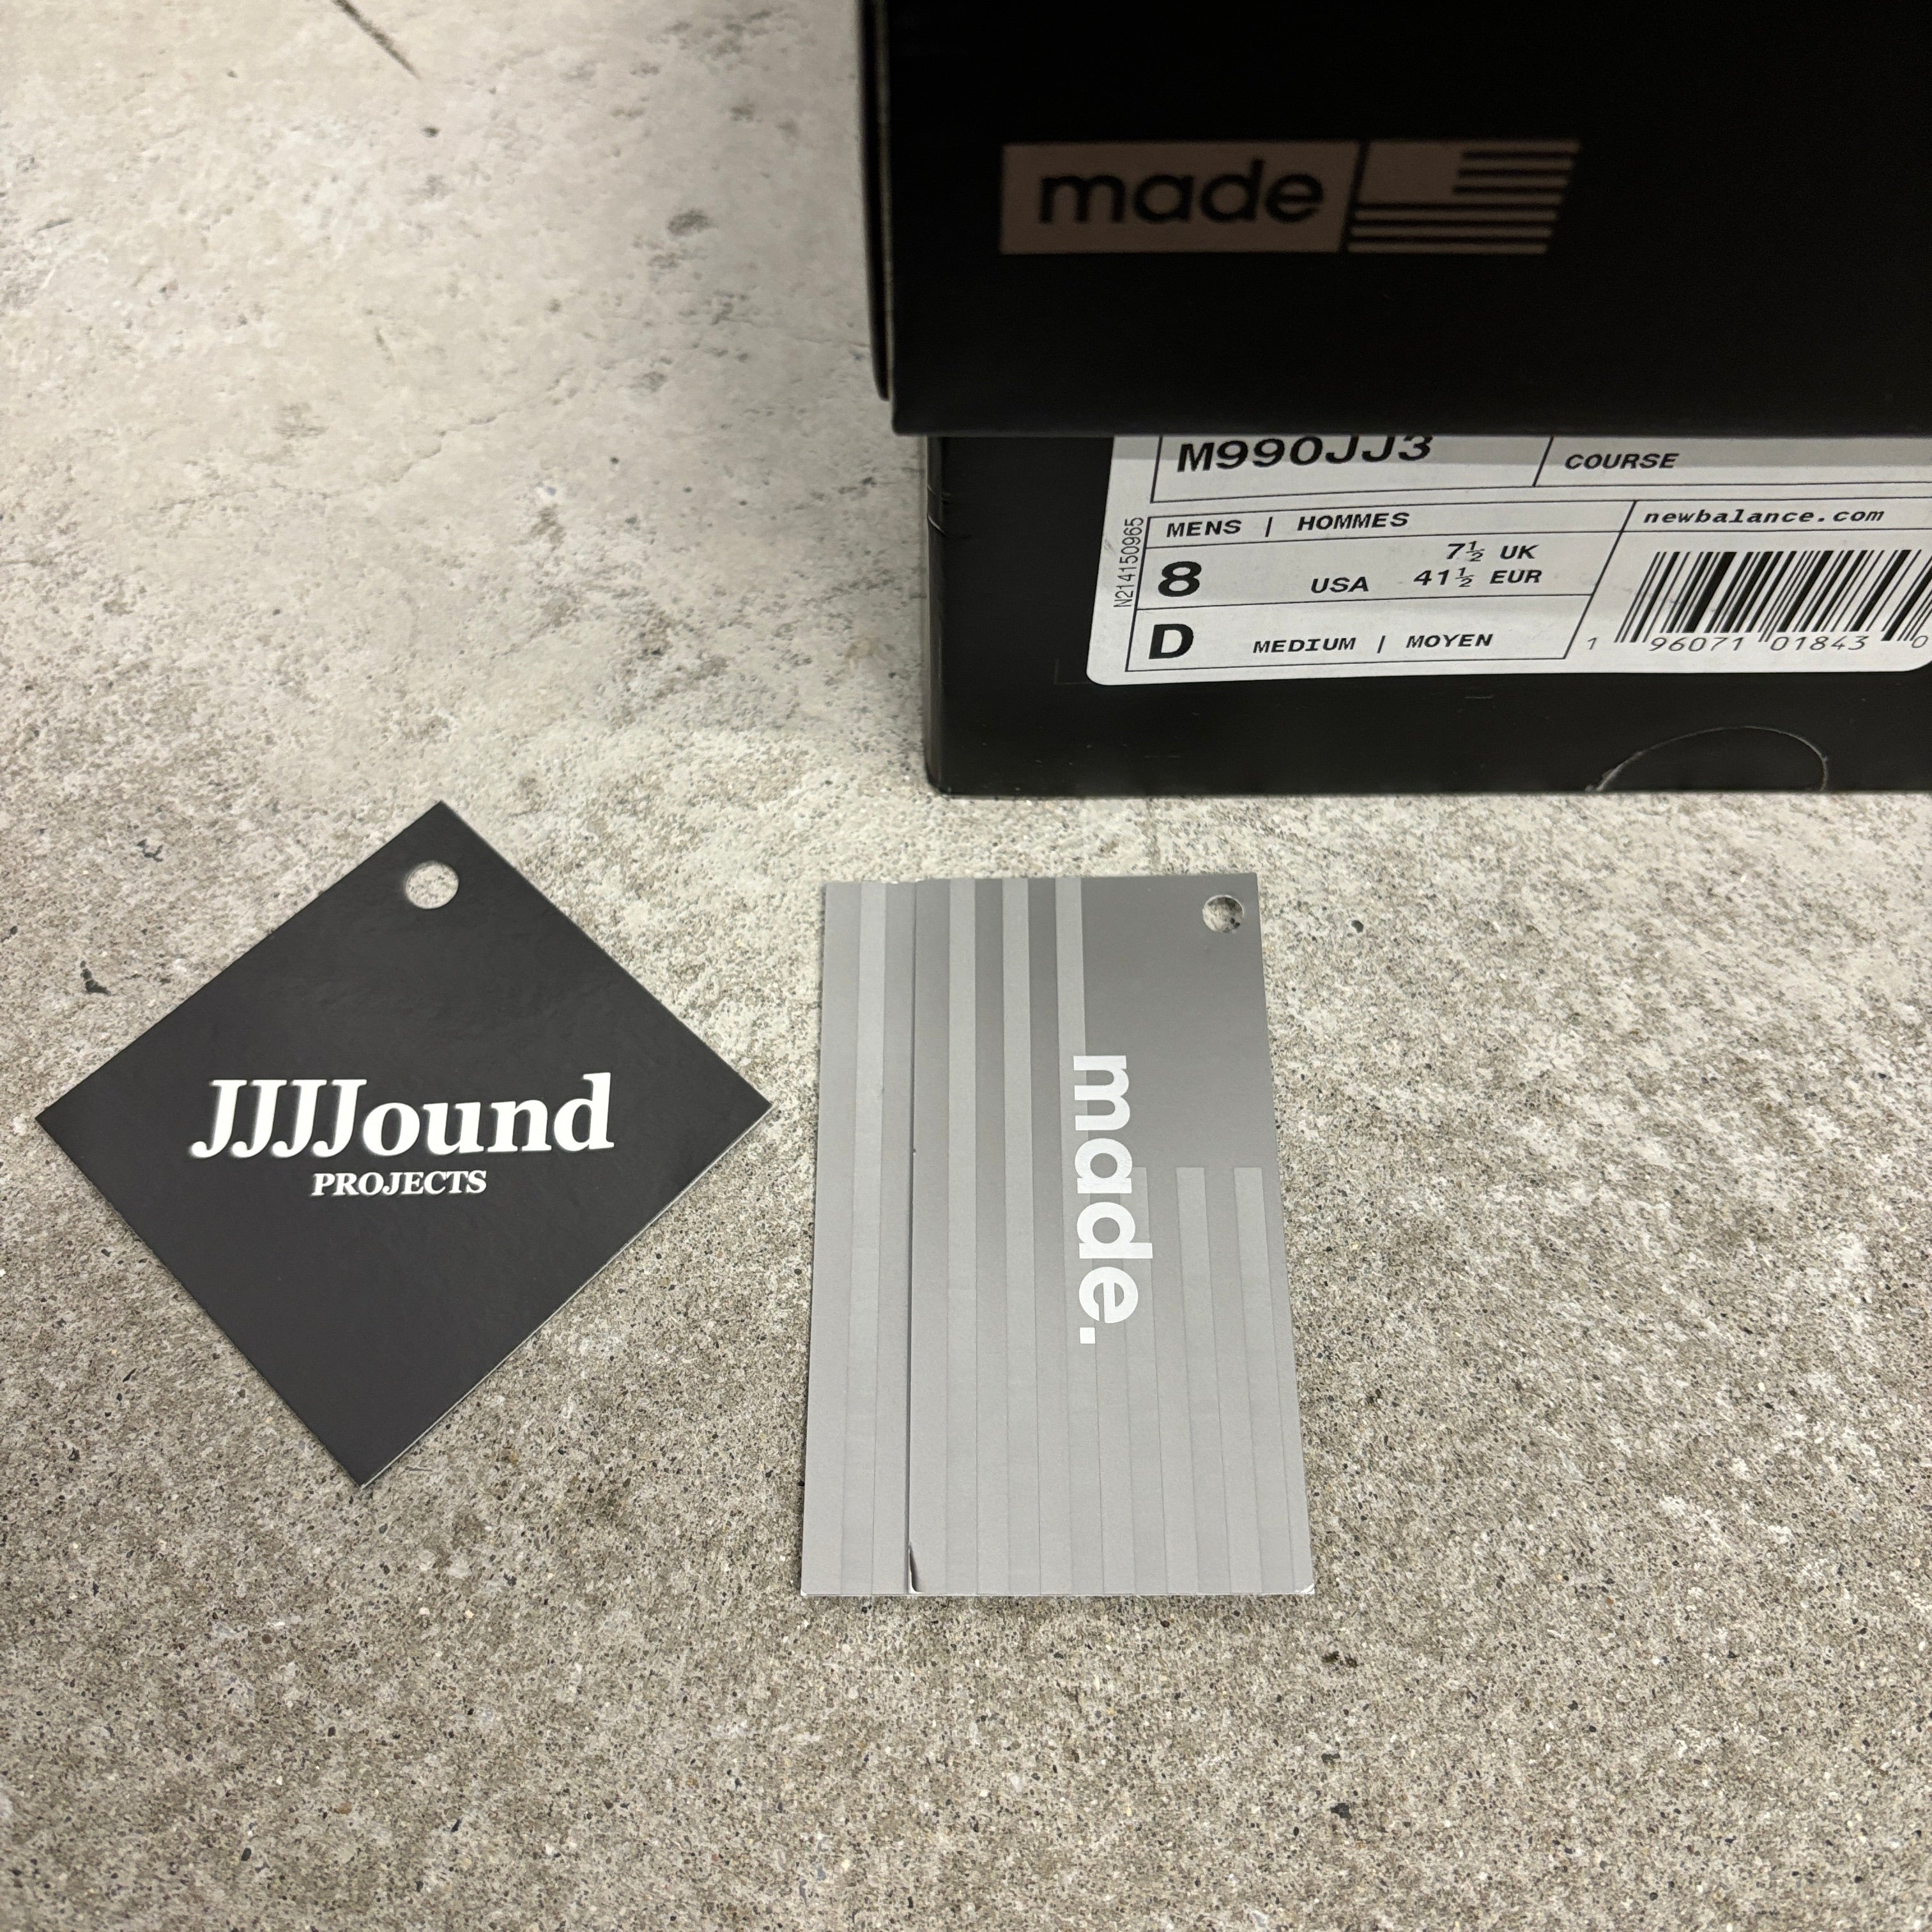 made
M990JJ3
COURSE
MENS | HOMMES
newbalance.com
8 USA 7½ UK
41½ EUR
D MEDIUM | MOYEN
N214150965
1 96071 01843 0
JJJJound
PROJECTS
made.